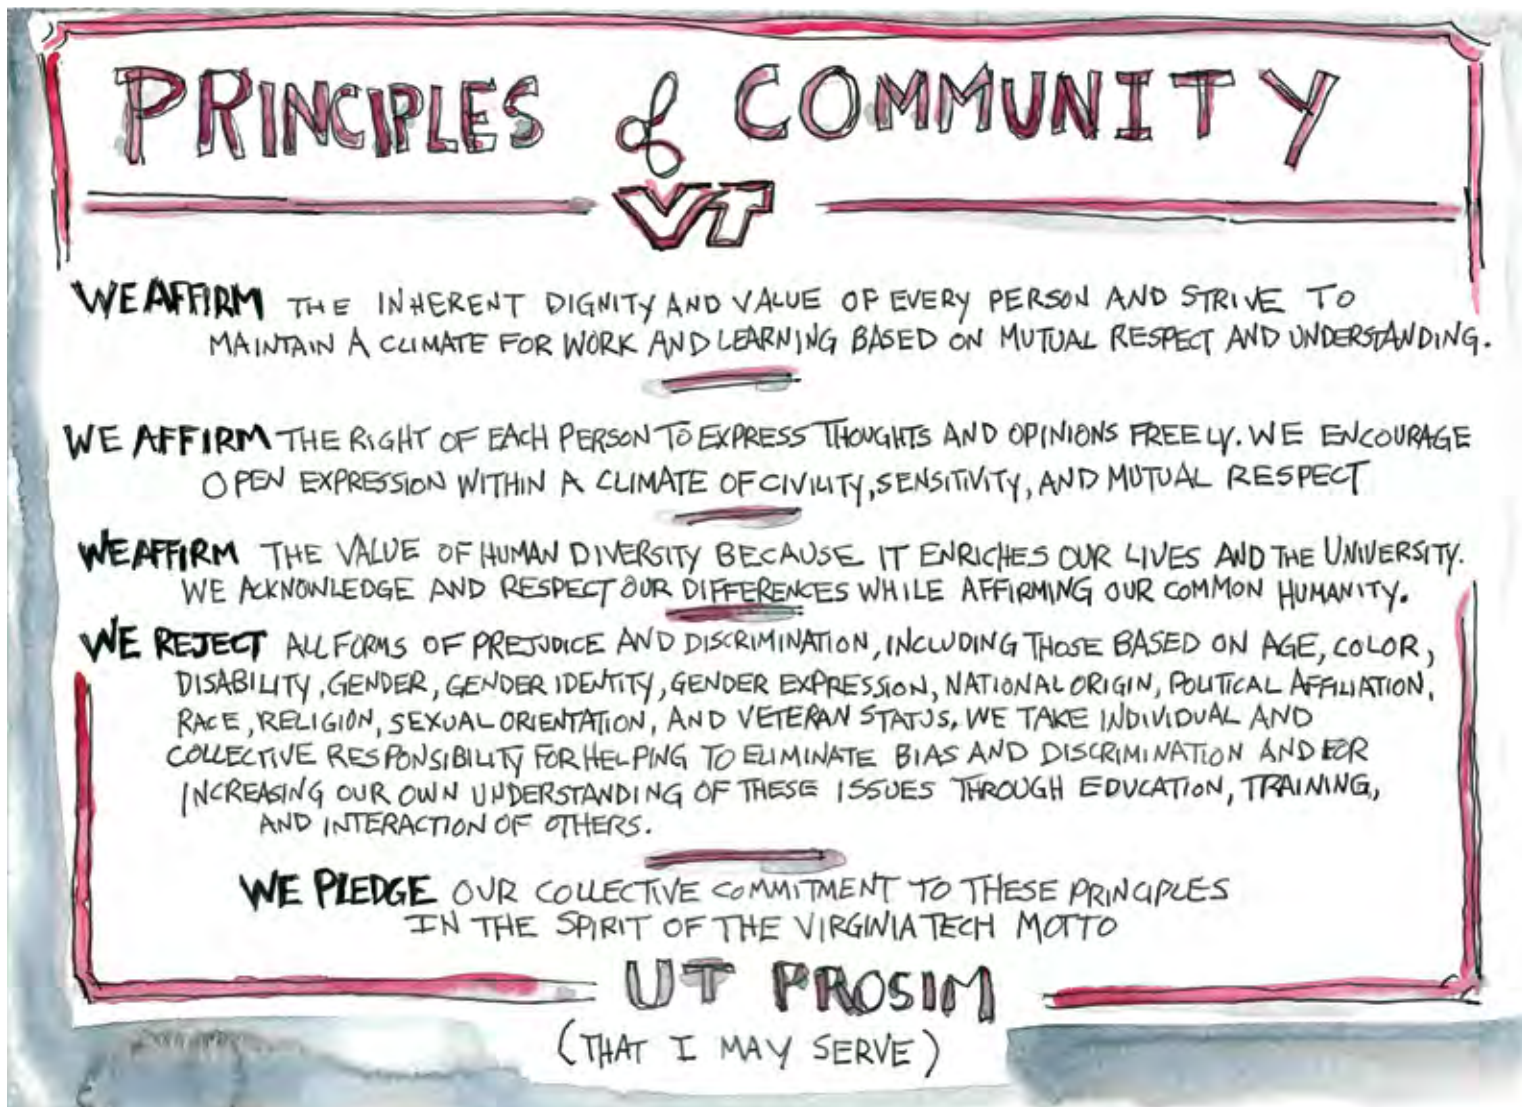 PRINCIPLES of COMMUNITY
VT
WE AFFIRM THE INHERENT DIGNITY AND VALUE OF EVERY PERSON AND STRIVE TO
MAINTAIN A CLIMATE FOR WORK AND LEARNING BASED ON MUTUAL RESPECT AND UNDERSTANDING.
WE AFFIRM THE RIGHT OF EACH PERSON TO EXPRESS THOUGHTS AND OPINIONS FREELY. WE ENCOURAGE
OPEN EXPRESSION WITHIN A CLIMATE OF CIVILITY, SENSITIVITY, AND MUTUAL RESPECT
WE AFFIRM THE VALUE OF HUMAN DIVERSITY BECAUSE IT ENRICHES OUR LIVES AND THE UNIVERSITY.
WE ACKNOWLEDGE AND RESPECT OUR DIFFERENCES WHILE AFFIRMING OUR COMMON HUMANITY.
WE REJECT ALL FORMS OF PREJUDICE AND DISCRIMINATION, INCLUDING THOSE BASED ON AGE, COLOR,
DISABILITY, GENDER, GENDER IDENTITY, GENDER EXPRESSION, NATIONAL ORIGIN, POLITICAL AFFILIATION,
RACE, RELIGION, SEXUAL ORIENTATION, AND VETERAN STATUS. WE TAKE INDIVIDUAL AND
COLLECTIVE RESPONSIBILITY FOR HELPING TO ELIMINATE BIAS AND DISCRIMINATION AND FOR
INCREASING OUR OWN UNDERSTANDING OF THESE ISSUES THROUGH EDUCATION, TRAINING,
AND INTERACTION OF OTHERS.
WE PLEDGE OUR COLLECTIVE COMMITMENT TO THESE PRINCIPLES
IN THE SPIRIT OF THE VIRGINIA TECH MOTTO
UT PROSIM
(THAT I MAY SERVE)